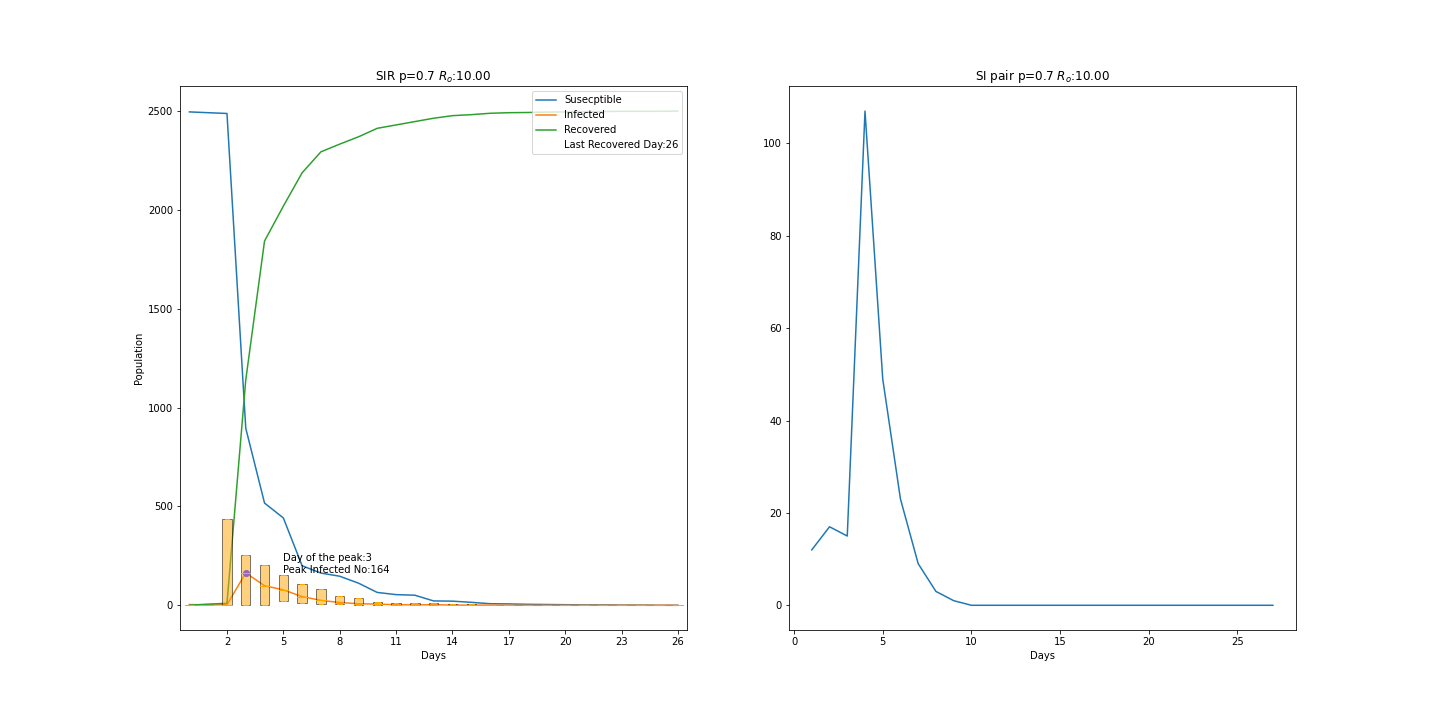 SIR p=0.7 Ro:10.00
Susecptible
Infected
Recovered
Last Recovered Day:26
2500
2000
1500
1000
500
0
Population
Day of the peak:3
Peak Infected No:164
2 5 8 11 14 17 20 23 26
Days
SI pair p=0.7 Ro:10.00
100
80
60
40
20
0
0 5 10 15 20 25
Days